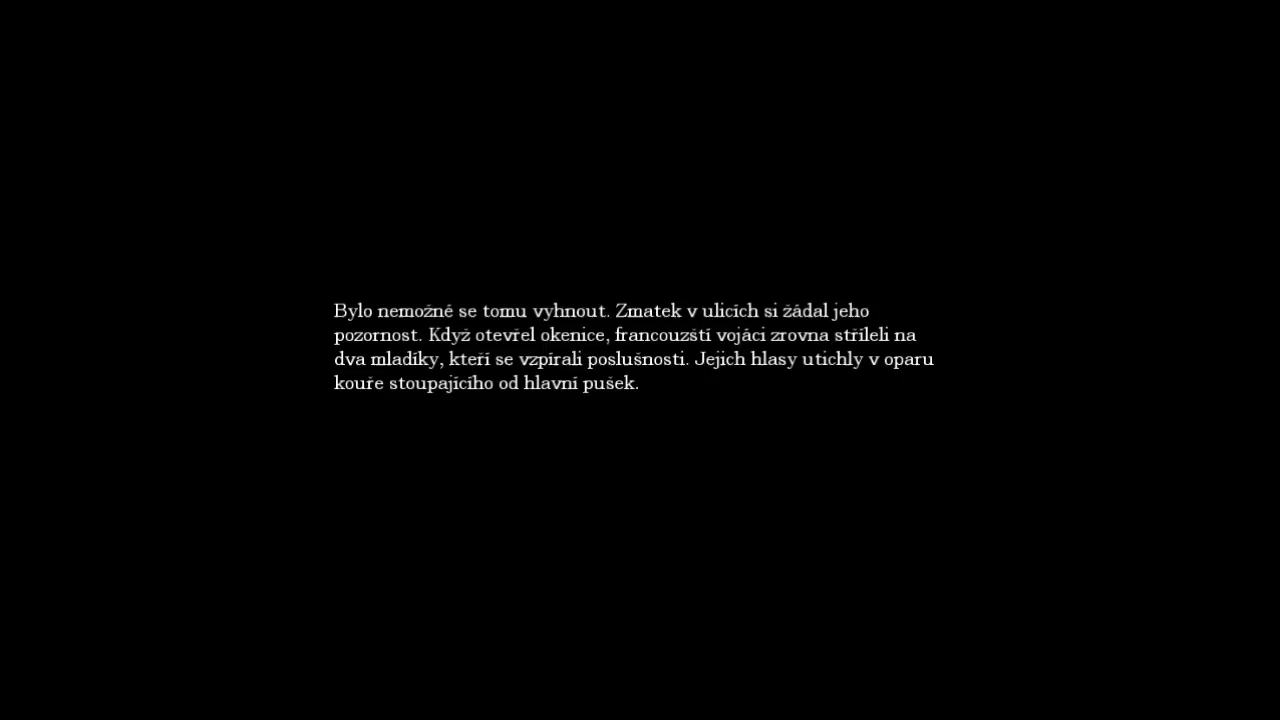 Bylo nemožné se tomu vyhnout. Zmatek v ulicích si žádal jeho
pozornost. Když otevřel okenice, francouzští vojáci zrovna stříleli na
dva mladíky, kteří se vzpírali poslušnosti. Jejich hlasy utichly v oparu
kouře stoupajícího od hlavní pušek.